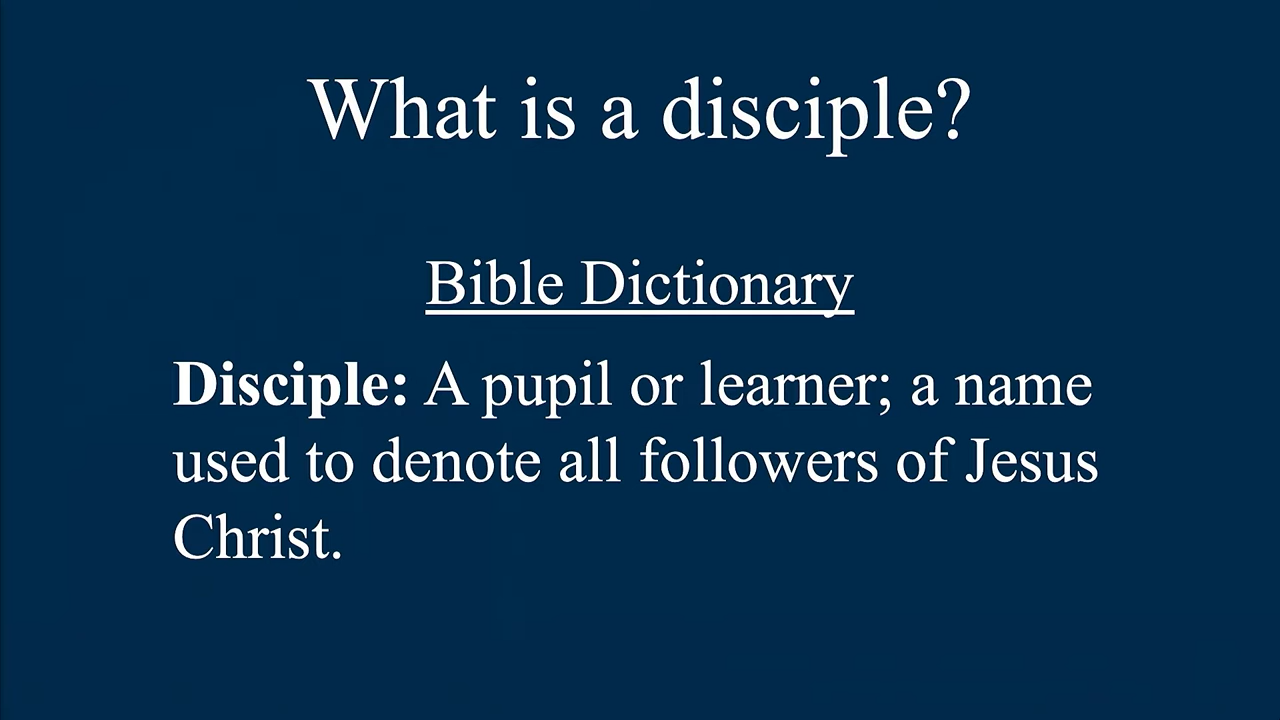 What is a disciple?
Bible Dictionary
Disciple: A pupil or learner; a name
used to denote all followers of Jesus
Christ.